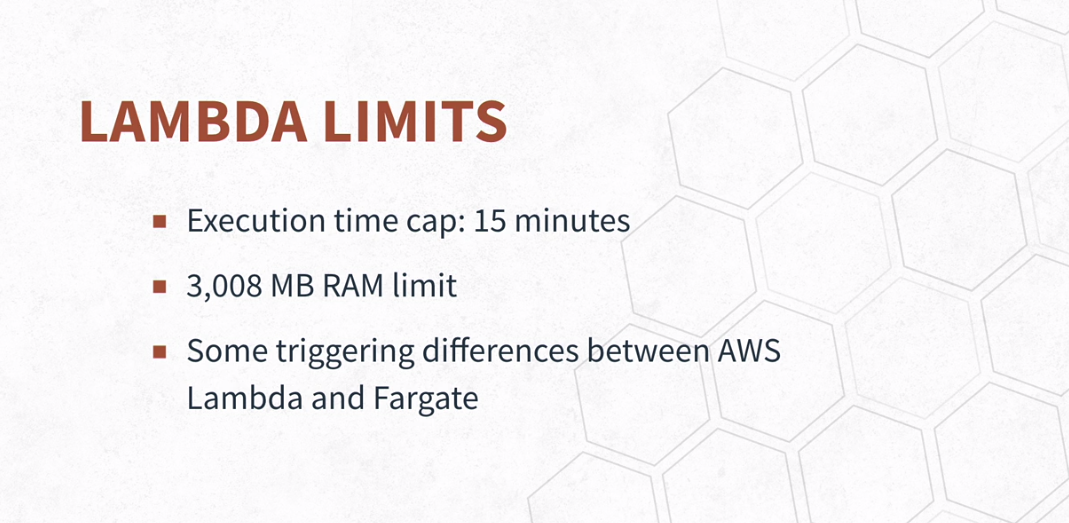 LAMBDA LIMITS
Execution time cap: 15 minutes
3,008 MB RAM limit
Some triggering differences between AWS
Lambda and Fargate